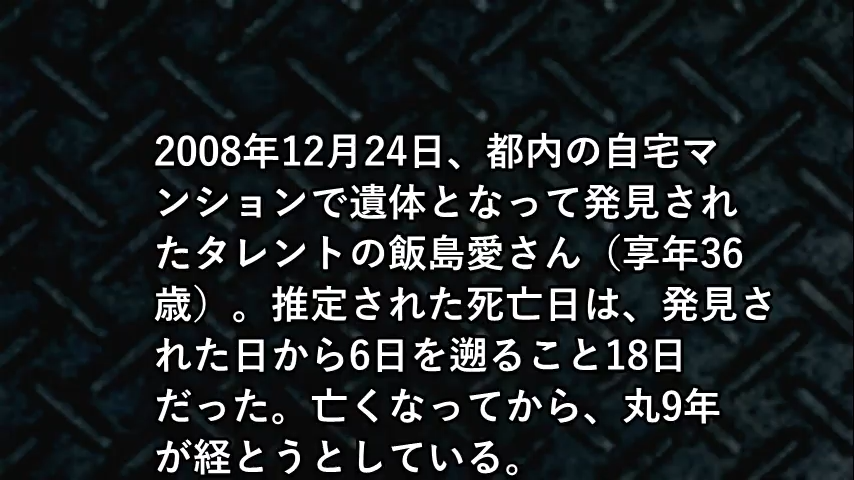 2008年12月24日、都内の自宅マ
ンションで遺体となって発見され
たタレントの飯島愛さん（享年36
歳）。推定された死亡日は、発見さ
れた日から6日を遡ること18日
だった。亡くなってから、丸9年
が経とうとしている。